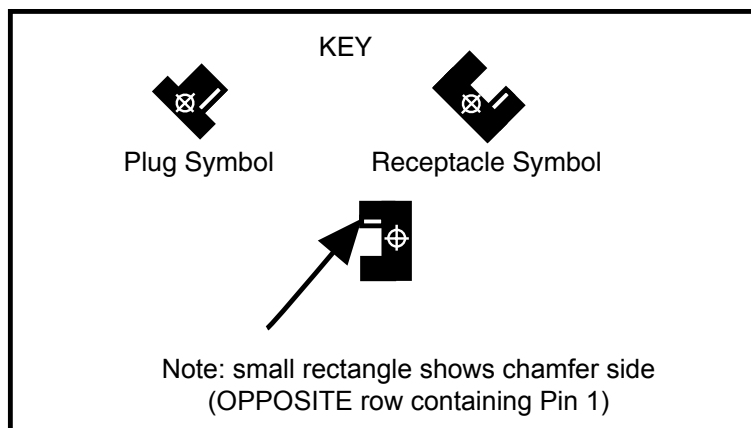 KEY
Plug Symbol
Receptacle Symbol
Note: small rectangle shows chamfer side
(OPPOSITE row containing Pin 1)